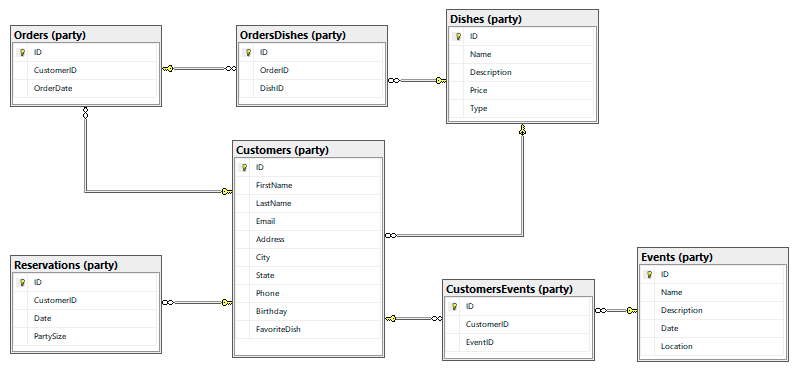 Orders (party)
ID
CustomerID
OrderDate
OrdersDishes (party)
ID
OrderID
DishID
Dishes (party)
ID
Name
Description
Price
Type
Customers (party)
ID
FirstName
LastName
Email
Address
City
State
Phone
Birthday
FavoriteDish
Reservations (party)
ID
CustomerID
Date
PartySize
CustomersEvents (party)
ID
CustomerID
EventID
Events (party)
ID
Name
Description
Date
Location